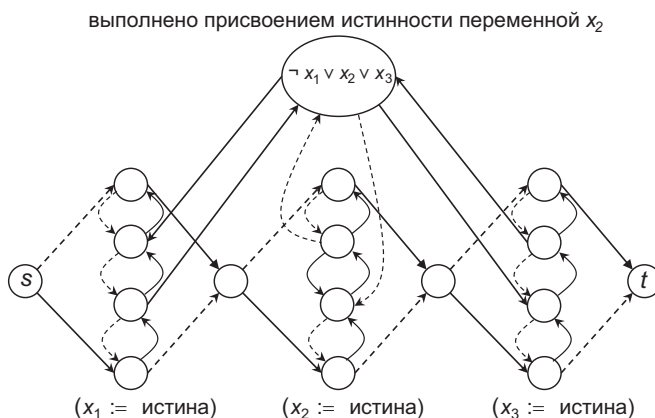 выполнено присвоением истинности переменной x₂
¬ x₁ ∨ x₂ ∨ x₃
s
t
(x₁ := истина)
(x₂ := истина)
(x₃ := истина)